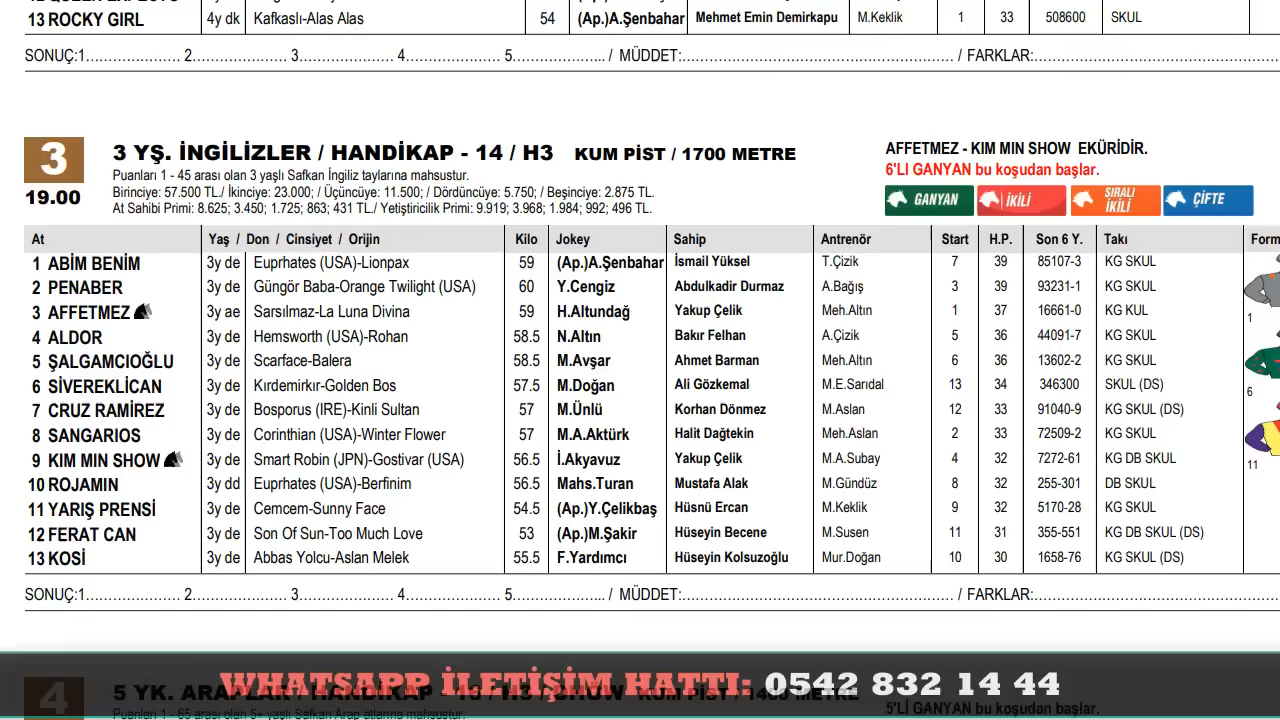 13 ROCKY GIRL 4y dk Kafkaslı-Alas Alas 54 (Ap.)A.Şenbahar Mehmet Emin Demirkapu M.Keklik 1 33 508600 SKUL
SONUÇ:1..................... 2..................... 3..................... 4..................... 5..................... / MÜDDET:............................................................ / FARKLAR:............................................................
3 3 YŞ. İNGİLİZLER / HANDİKAP - 14 / H3 KUM PİST / 1700 METRE AFFETMEZ - KIM MIN SHOW EKÜRİDİR.
Puanları 1 - 45 arası olan 3 yaşlı Safkan İngiliz taylarına mahsustur. 6'LI GANYAN bu koşudan başlar.
19.00 Birinciye: 57.500 TL./ İkinciye: 23.000; / Üçüncüye: 11.500; / Dördüncüye: 5.750; / Beşinciye: 2.875 TL. GANYAN İKİLİ SIRALI İKİLİ ÇİFTE
At Sahibi Primi: 8.625; 3.450; 1.725; 863; 431 TL./ Yetiştiricilik Primi: 9.919; 3.968; 1.984; 992; 496 TL.
At Yaş / Don / Cinsiyet / Orijin Kilo Jokey Sahip Antrenör Start H.P. Son 6 Y. Takı Form
1 ABİM BENİM 3y de Euprhates (USA)-Lionpax 59 (Ap.)A.Şenbahar İsmail Yüksel T.Çizik 7 39 85107-3 KG SKUL
2 PENABER 3y de Güngör Baba-Orange Twilight (USA) 60 Y.Cengiz Abdulkadir Durmaz A.Bağış 3 39 93231-1 KG SKUL
3 AFFETMEZ 3y ae Sarsılmaz-La Luna Divina 59 H.Altundağ Yakup Çelik Meh.Altın 1 37 16661-0 KG KUL
1
4 ALDOR 3y de Hemsworth (USA)-Rohan 58.5 N.Altın Bakır Felhan A.Çizik 5 36 44091-7 KG SKUL
5 ŞALGAMCIOĞLU 3y de Scarface-Balera 58.5 M.Avşar Ahmet Barman Meh.Altın 6 36 13602-2 KG SKUL
6 SİVEREKLİCAN 3y de Kırdemirkır-Golden Bos 57.5 M.Doğan Ali Gözkemal M.E.Sarıdal 13 34 346300 SKUL (DS)
6
7 CRUZ RAMİREZ 3y de Bosporus (IRE)-Kinli Sultan 57 M.Ünlü Korhan Dönmez M.Aslan 12 33 91040-9 KG SKUL (DS)
8 SANGARIOS 3y de Corinthian (USA)-Winter Flower 57 M.A.Aktürk Halit Dağtekin Meh.Aslan 2 33 72509-2 KG SKUL
9 KIM MIN SHOW 3y de Smart Robin (JPN)-Gostivar (USA) 56.5 İ.Akyavuz Yakup Çelik M.A.Subay 4 32 7272-61 KG DB SKUL
11
10 ROJAMIN 3y dd Euprhates (USA)-Berfinim 56.5 Mahs.Turan Mustafa Alak M.Gündüz 8 32 255-301 DB SKUL
11 YARIŞ PRENSİ 3y de Cemcem-Sunny Face 54.5 (Ap.)Y.Çelikbaş Hüsnü Ercan M.Keklik 9 32 5170-28 KG SKUL
12 FERAT CAN 3y de Son Of Sun-Too Much Love 53 (Ap.)M.Şakir Hüseyin Becene M.Susen 11 31 355-551 KG DB SKUL (DS)
13 KOSİ 3y de Abbas Yolcu-Aslan Melek 55.5 F.Yardımcı Hüseyin Kolsuzoğlu Mur.Doğan 10 30 1658-76 KG SKUL (DS)
SONUÇ:1..................... 2..................... 3..................... 4..................... 5..................... / MÜDDET:............................................................ / FARKLAR:............................................................
WHATSAPP İLETİŞİM HATTI: 0542 832 14 44
4 5 YK. ARAPLAR / HANDİKAP - / H3 / SHOW KUM PİST / 1400 METRE
Puanları 1 - 65 arası olan 5+ yaşlı Safkan Arap atlarına mahsustur. 5'Lİ GANYAN bu koşudan başlar.